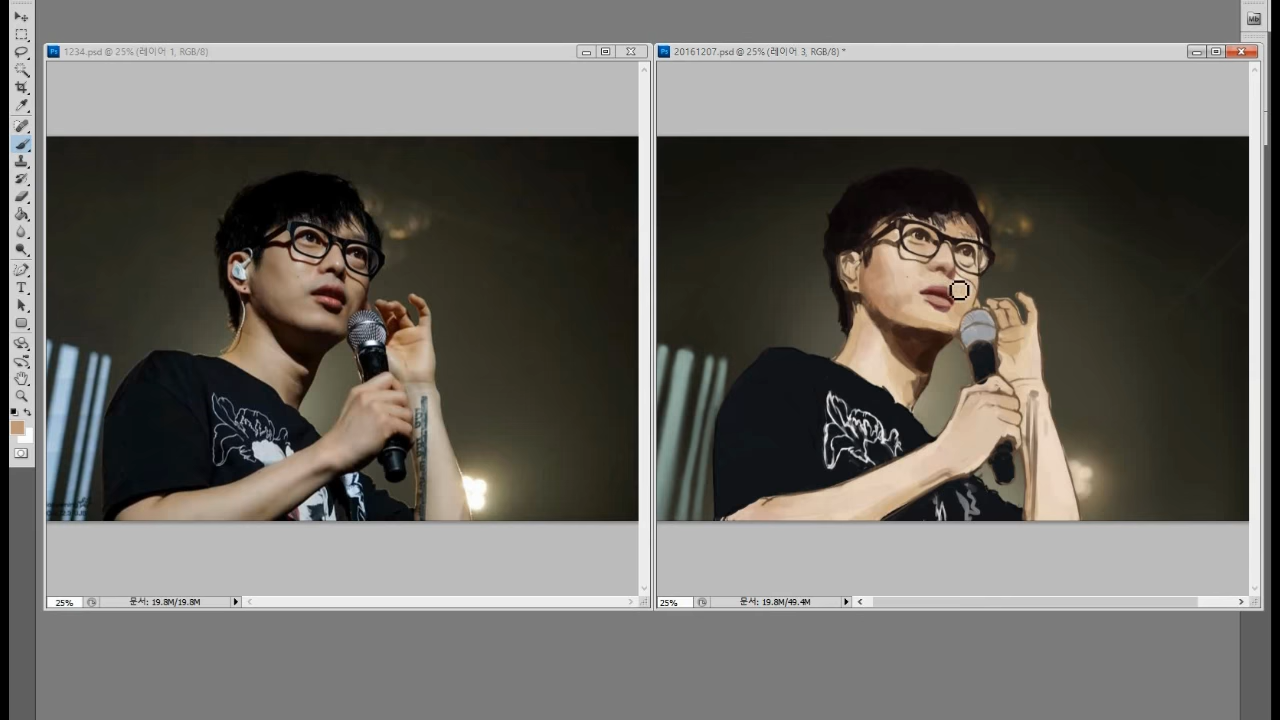 1234.psd @ 25% (레이어 1, RGB/8)
20161207.psd @ 25% (레이어 3, RGB/8) *
25%
문서: 19.8M/19.8M
25%
문서: 19.8M/49.4M